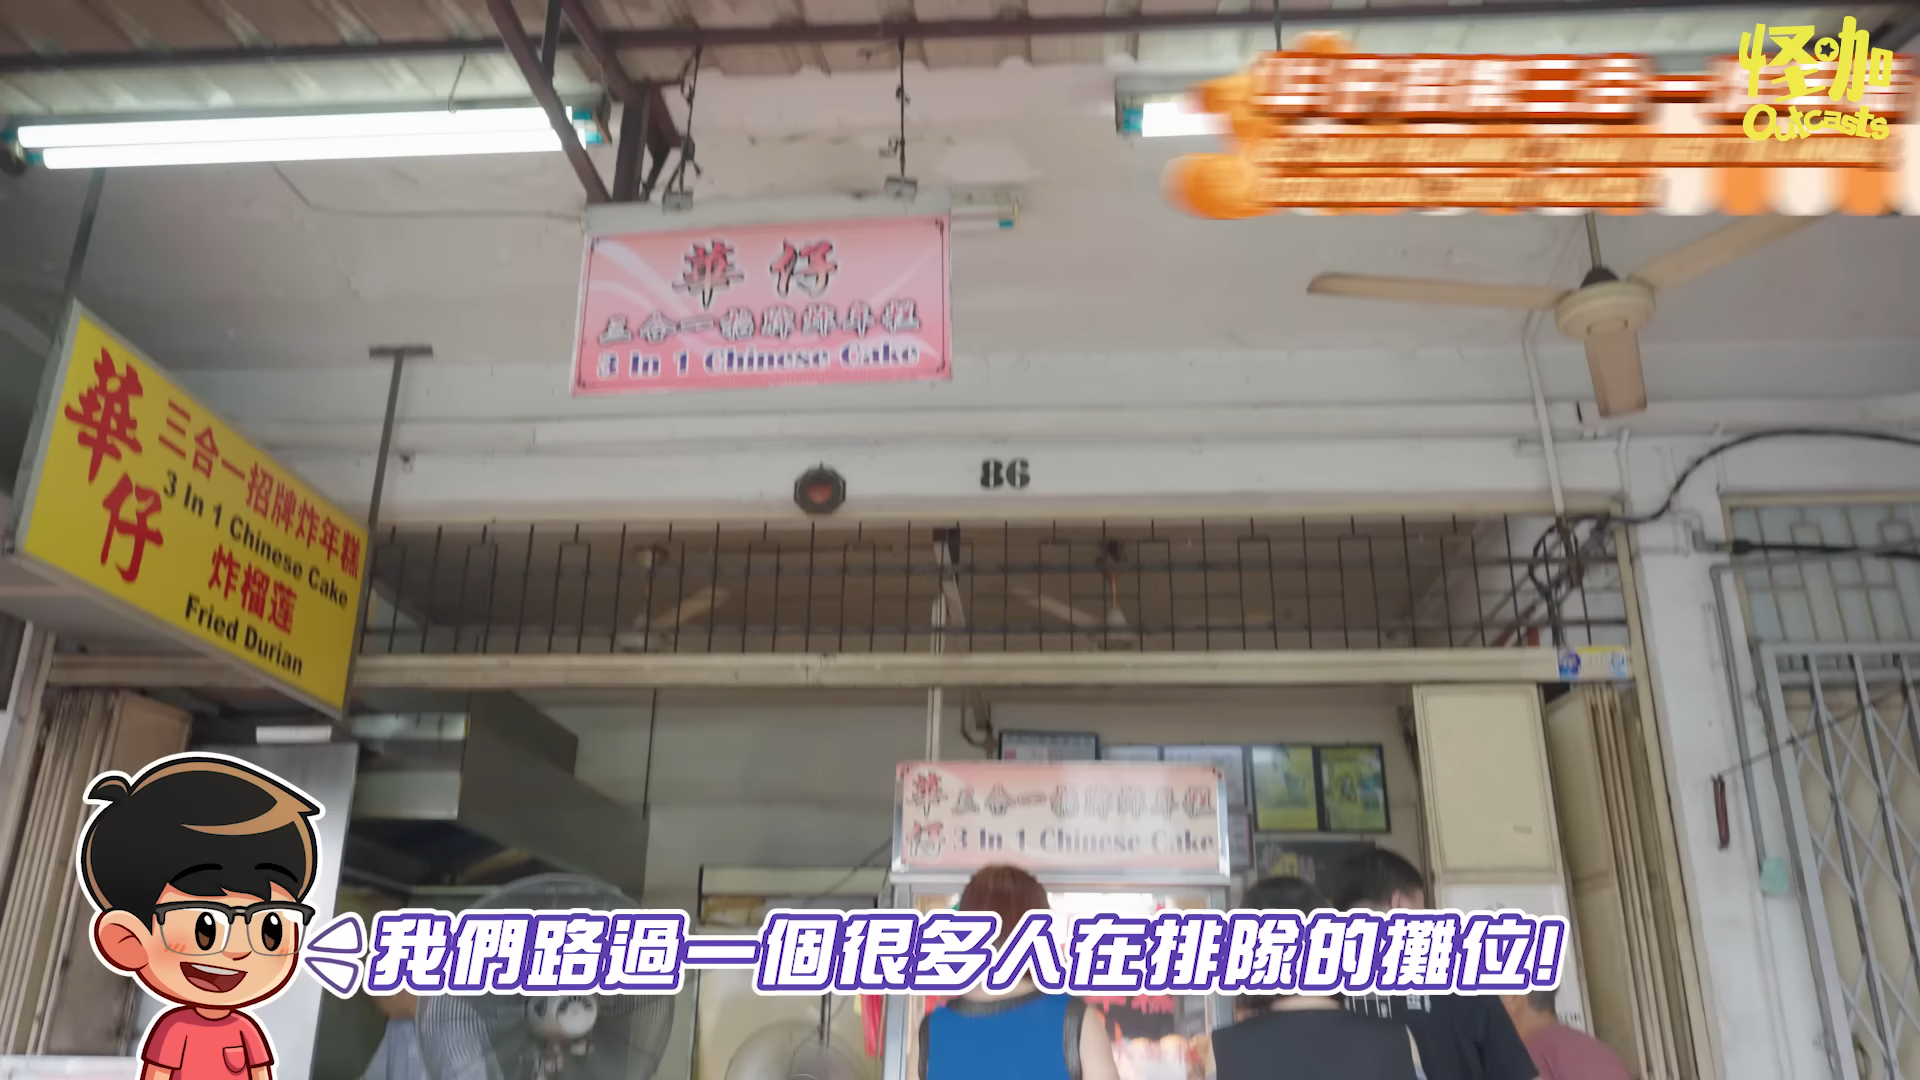 怪咖
Outcasts
華仔
三合一招牌炸年糕
3 In 1 Chinese Cake
華仔
三合一招牌炸年糕
3 In 1 Chinese Cake
炸榴莲
Fried Durian
86
華仔
三合一招牌炸年糕
3 In 1 Chinese Cake
我們路過一個很多人在排隊的攤位!